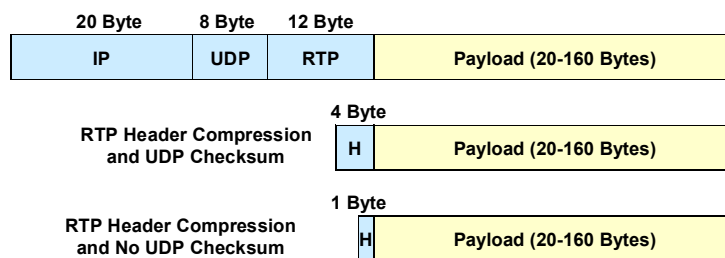 20 Byte 8 Byte 12 Byte
IP UDP RTP Payload (20-160 Bytes)
4 Byte
RTP Header Compression
and UDP Checksum
H Payload (20-160 Bytes)
1 Byte
RTP Header Compression
and No UDP Checksum
H Payload (20-160 Bytes)